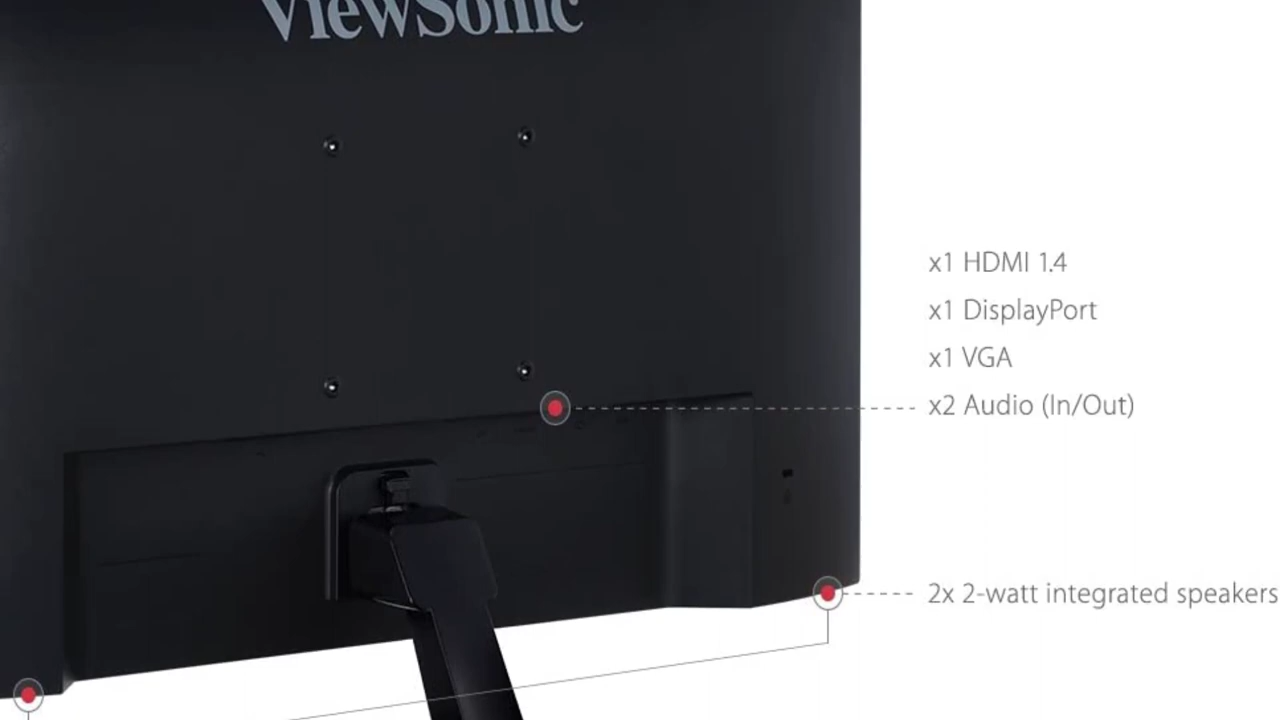 ViewSonic
x1 HDMI 1.4
x1 DisplayPort
x1 VGA
x2 Audio (In/Out)
2x 2-watt integrated speakers